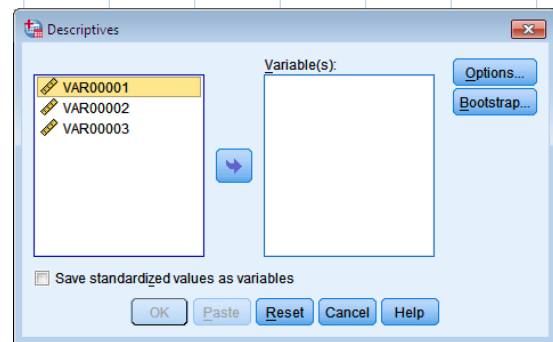 Descriptives
Variable(s):
VAR00001
VAR00002
VAR00003
Options...
Bootstrap...
Save standardized values as variables
OK Paste Reset Cancel Help